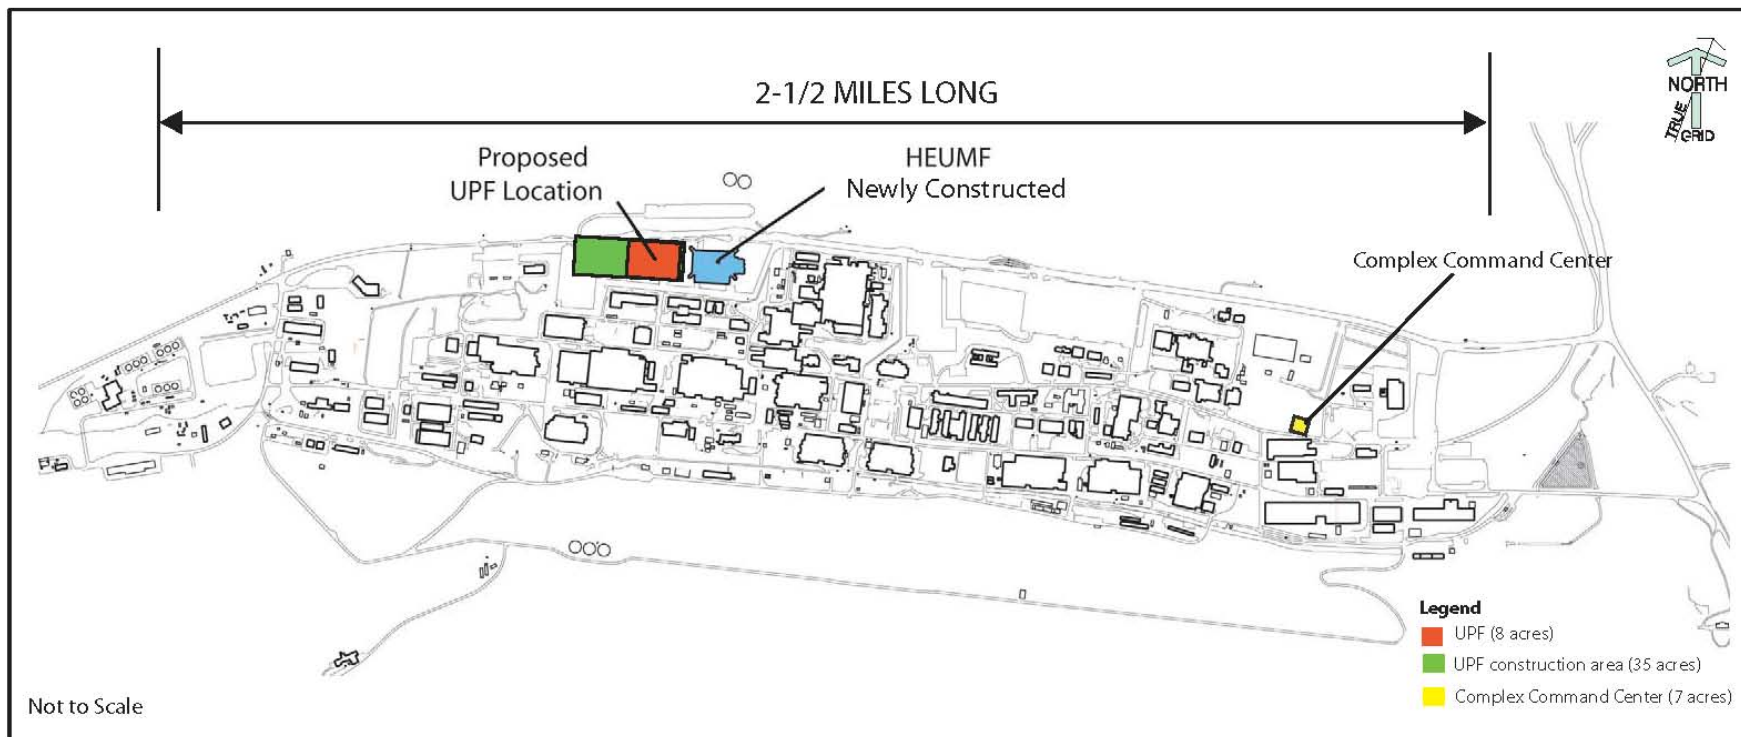 2-1/2 MILES LONG
NORTH
TRUE
GRID
Proposed
UPF Location
HEUMF
Newly Constructed
Complex Command Center
Legend
UPF (8 acres)
UPF construction area (35 acres)
Complex Command Center (7 acres)
Not to Scale